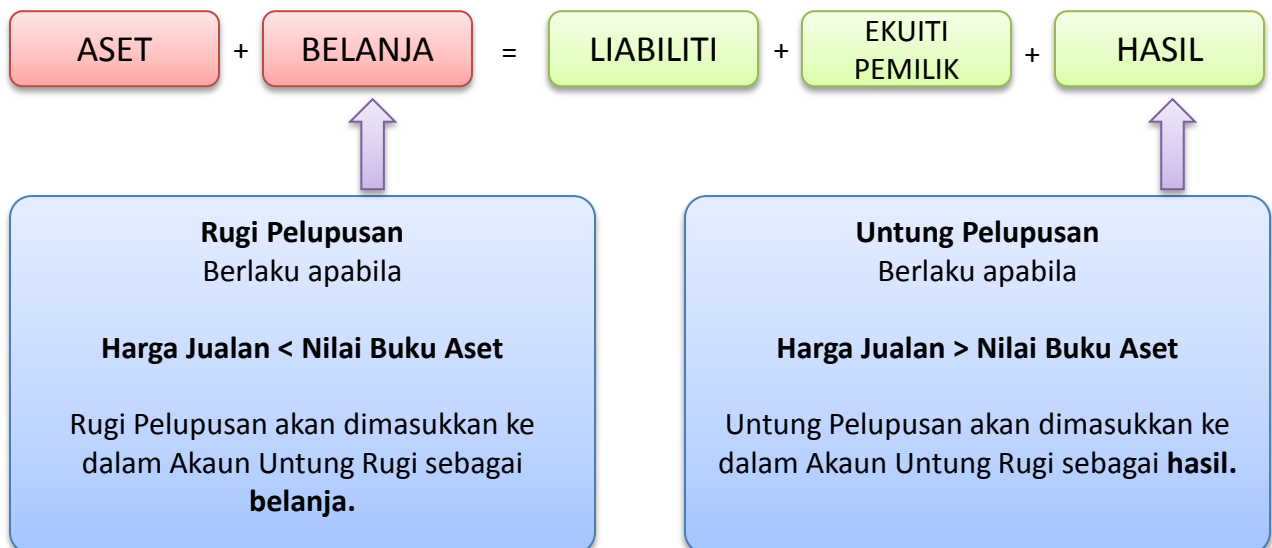 ASET + BELANJA = LIABILITI + EKUITI PEMILIK + HASIL
Rugi Pelupusan
Berlaku apabila
Harga Jualan < Nilai Buku Aset
Rugi Pelupusan akan dimasukkan ke
dalam Akaun Untung Rugi sebagai
belanja.
Untung Pelupusan
Berlaku apabila
Harga Jualan > Nilai Buku Aset
Untung Pelupusan akan dimasukkan ke
dalam Akaun Untung Rugi sebagai hasil.